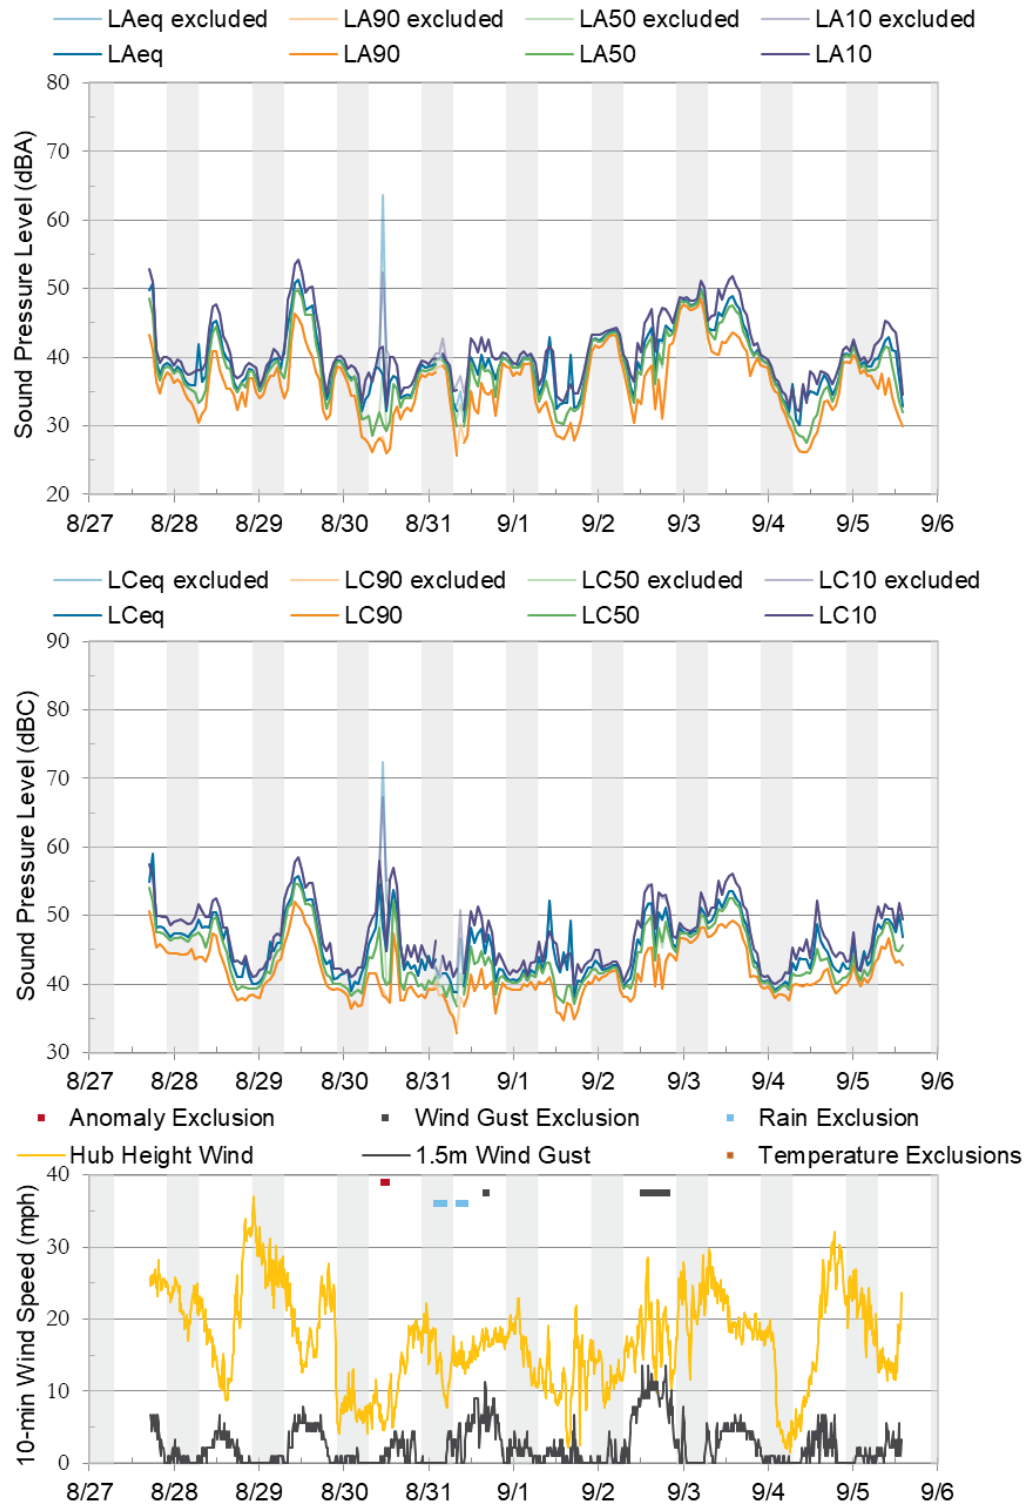 LAeq excluded LA90 excluded LA50 excluded LA10 excluded
LAeq LA90 LA50 LA10
Sound Pressure Level (dBA)
80
70
60
50
40
30
20
8/27 8/28 8/29 8/30 8/31 9/1 9/2 9/3 9/4 9/5 9/6
LCeq excluded LC90 excluded LC50 excluded LC10 excluded
LCeq LC90 LC50 LC10
Sound Pressure Level (dBC)
90
80
70
60
50
40
30
8/27 8/28 8/29 8/30 8/31 9/1 9/2 9/3 9/4 9/5 9/6
Anomaly Exclusion Wind Gust Exclusion Rain Exclusion
Hub Height Wind 1.5m Wind Gust Temperature Exclusions
10-min Wind Speed (mph)
40
30
20
10
0
8/27 8/28 8/29 8/30 8/31 9/1 9/2 9/3 9/4 9/5 9/6